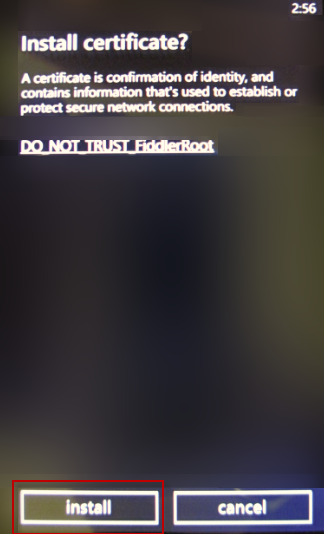 2:56
Install certificate?
A certificate is confirmation of identity, and
contains information that's used to establish or
protect secure network connections.
DO_NOT_TRUST_FiddlerRoot
install
cancel